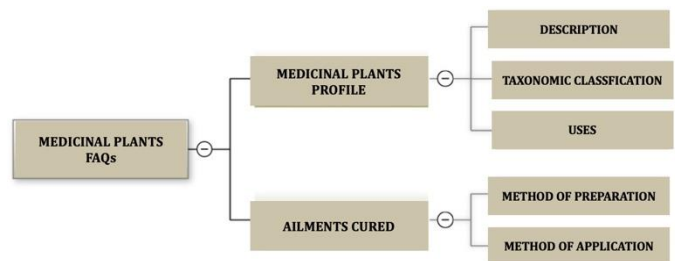 MEDICINAL PLANTS
FAQs
MEDICINAL PLANTS
PROFILE
DESCRIPTION
TAXONOMIC CLASSFICATION
USES
AILMENTS CURED
METHOD OF PREPARATION
METHOD OF APPLICATION